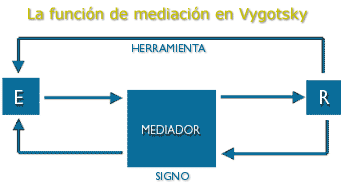 La función de mediación en Vygotsky
HERRAMIENTA
E
R
MEDIADOR
SIGNO